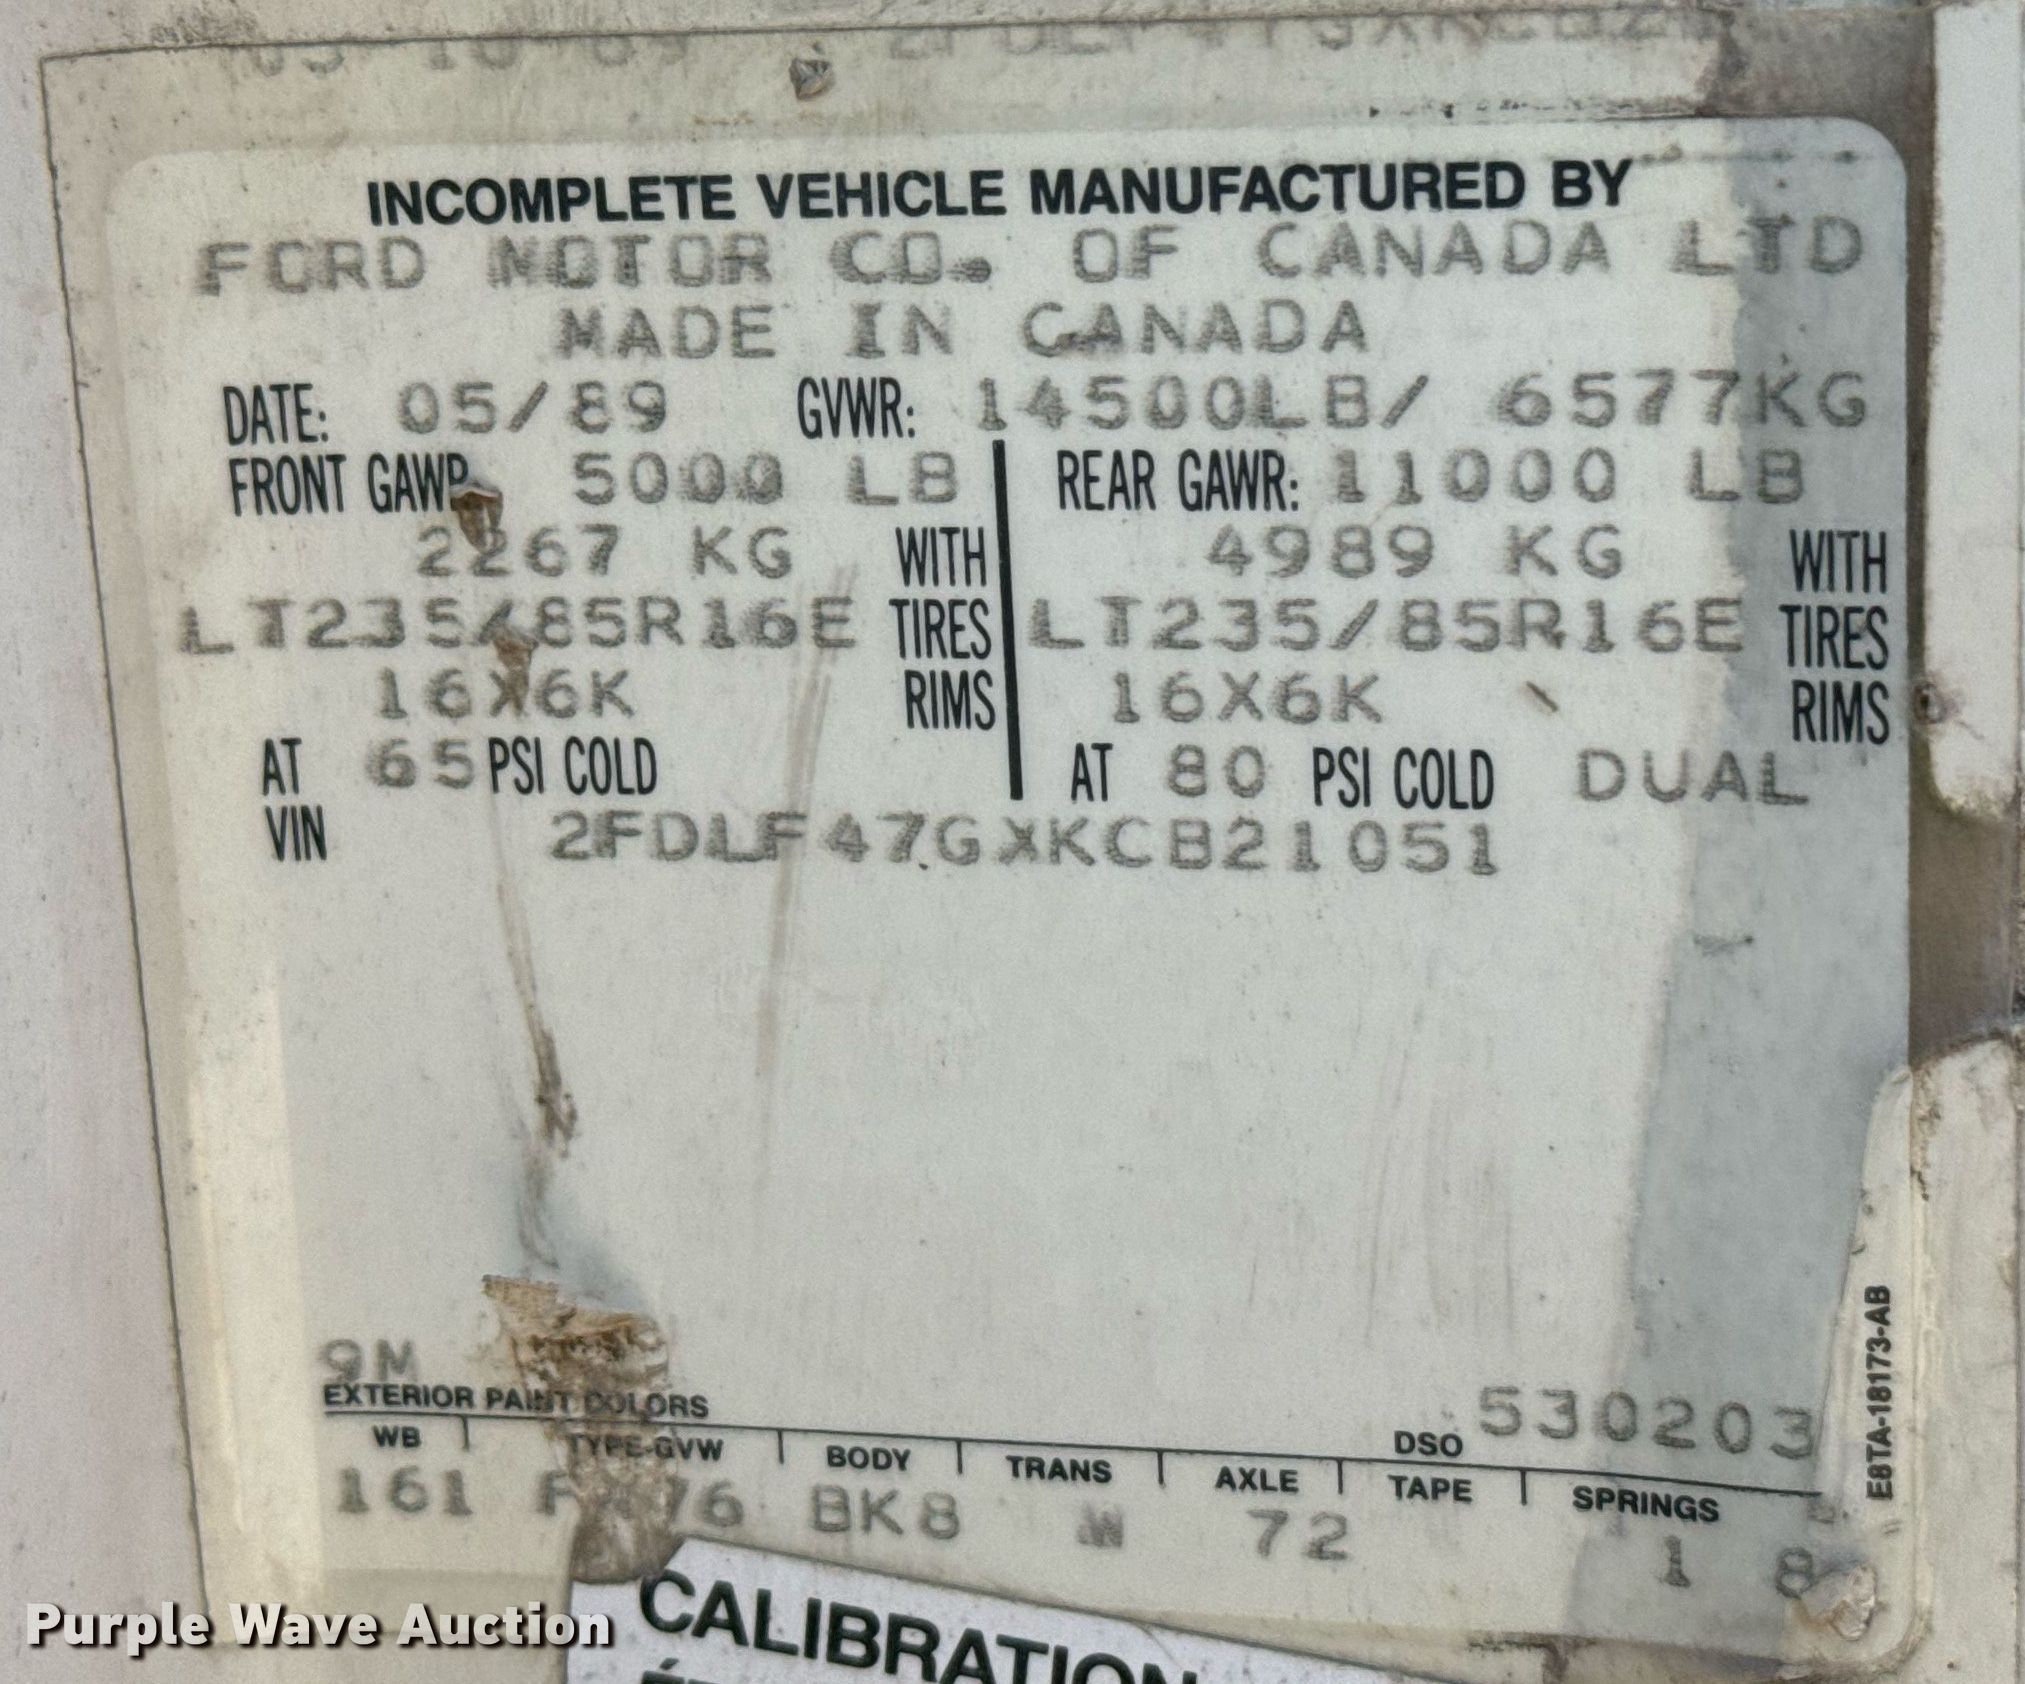 INCOMPLETE VEHICLE MANUFACTURED BY
FORD MOTOR CO. OF CANADA LTD
MADE IN CANADA
DATE: 05/89 GVWR: 14500LB/ 6577KG
FRONT GAWR 5000 LB REAR GAWR: 11000 LB
2267 KG WITH 4989 KG WITH
LT235/85R16E TIRES LT235/85R16E TIRES
16X6K RIMS 16X6K RIMS
AT 65 PSI COLD AT 80 PSI COLD DUAL
VIN 2FDLF47GXKCB21051
9M
EXTERIOR PAINT COLORS DSO 530203
WB TYPE-GVW BODY TRANS AXLE TAPE SPRINGS
161 BK8 W 72 1 8
E8TA-18173-AB
CALIBRATION
Purple Wave Auction